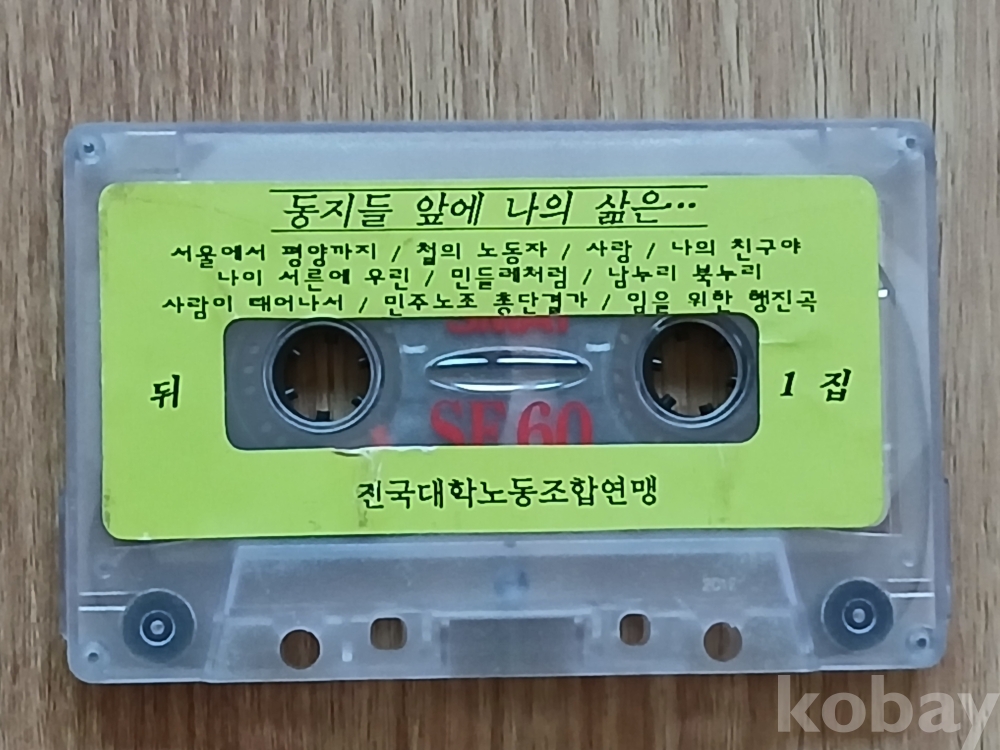 동지들 앞에 나의 삶은...
서울에서 평양까지 / 철의 노동자 / 사랑 / 나의 친구야
나이 서른에 우린 / 민들레처럼 / 남누리 북누리
사람이 태어나서 / 민주노조 총단결가 / 임을 위한 행진곡
뒤
1 집
SF 60
전국대학노동조합연맹
kobay